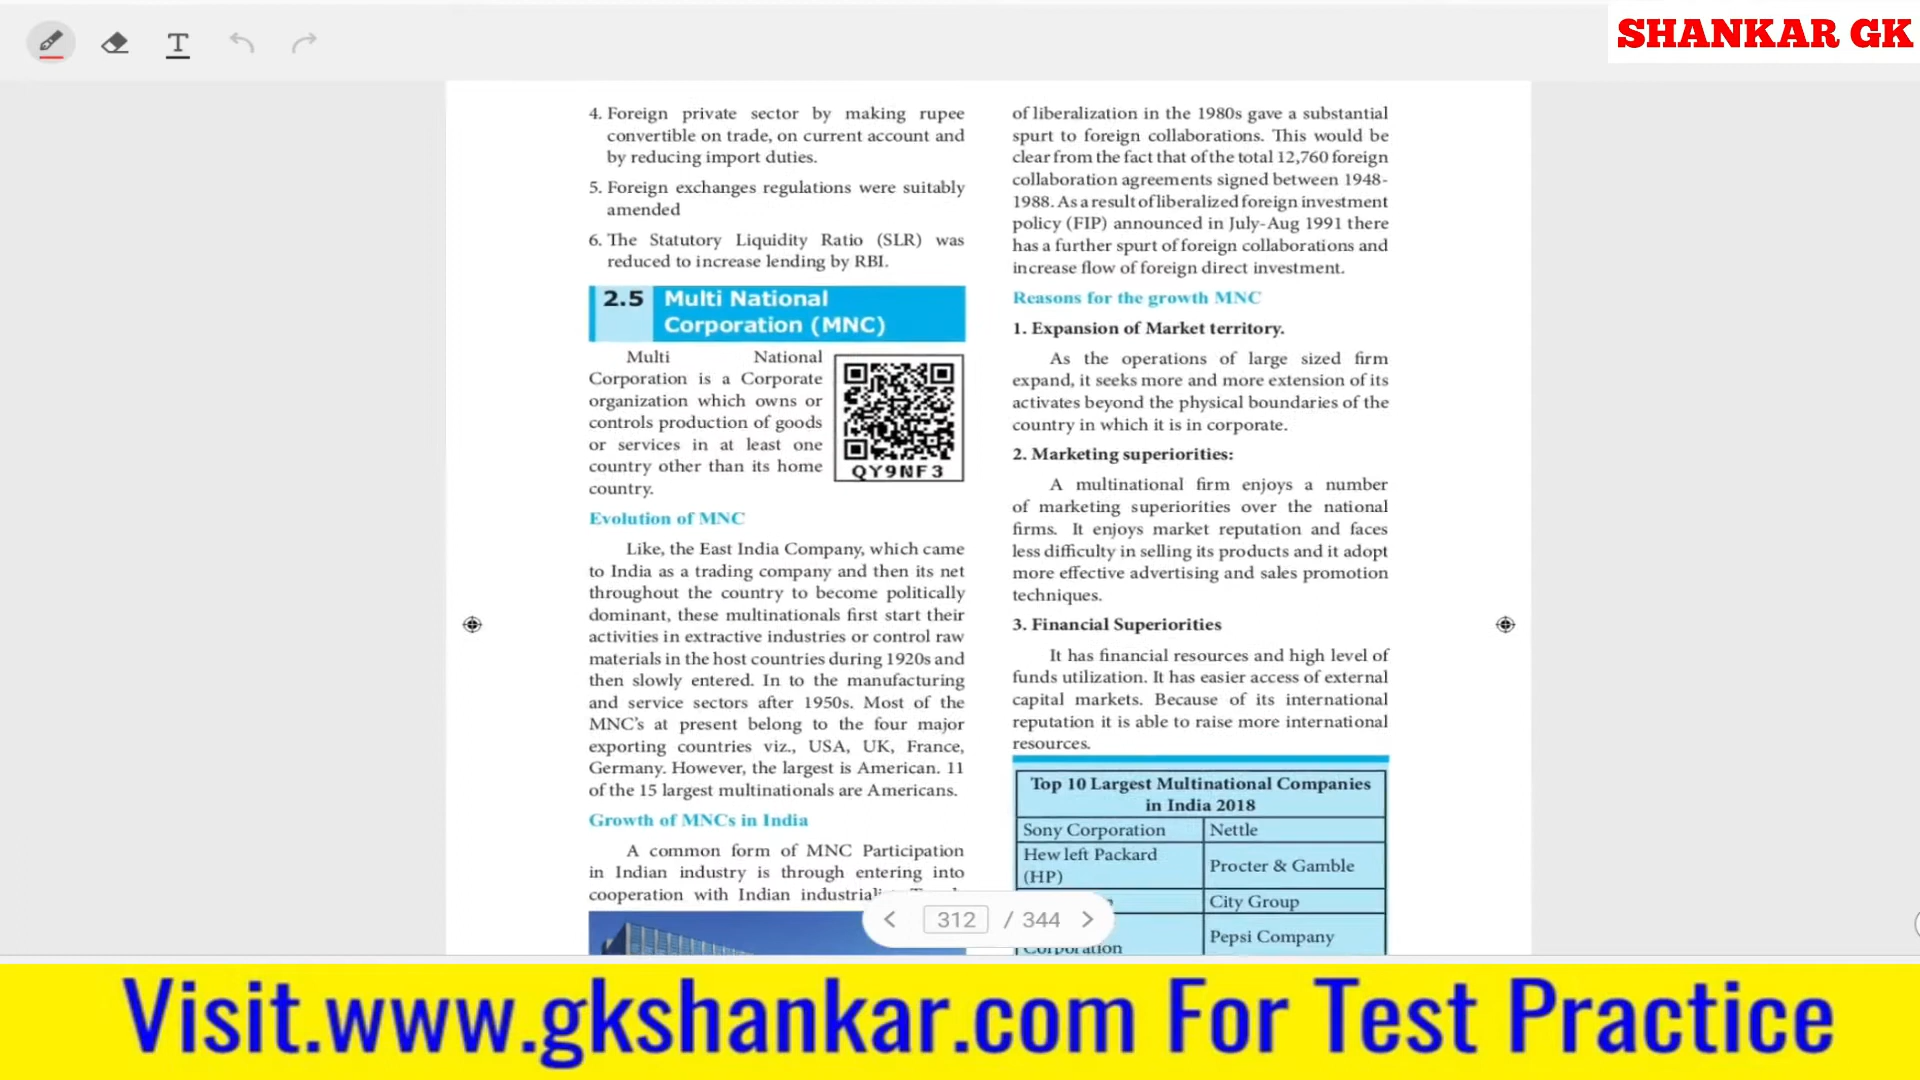 SHANKAR GK
4. Foreign private sector by making rupee
convertible on trade, on current account and
by reducing import duties.
5. Foreign exchanges regulations were suitably
amended
6. The Statutory Liquidity Ratio (SLR) was
reduced to increase lending by RBI.
2.5 Multi National
Corporation (MNC)
Multi National
Corporation is a Corporate
organization which owns or
controls production of goods
or services in at least one
country other than its home
country.
QY9NF3
Evolution of MNC
Like, the East India Company, which came
to India as a trading company and then its net
throughout the country to become politically
dominant, these multinationals first start their
activities in extractive industries or control raw
materials in the host countries during 1920s and
then slowly entered. In to the manufacturing
and service sectors after 1950s. Most of the
MNC's at present belong to the four major
exporting countries viz., USA, UK, France,
Germany. However, the largest is American. 11
of the 15 largest multinationals are Americans.
Growth of MNCs in India
A common form of MNC Participation
in Indian industry is through entering into
cooperation with Indian
of liberalization in the 1980s gave a substantial
spurt to foreign collaborations. This would be
clear from the fact that of the total 12,760 foreign
collaboration agreements signed between 1948-
1988. As a result of liberalized foreign investment
policy (FIP) announced in July-Aug 1991 there
has a further spurt of foreign collaborations and
increase flow of foreign direct investment.
Reasons for the growth MNC
1. Expansion of Market territory.
As the operations of large sized firm
expand, it seeks more and more extension of its
activates beyond the physical boundaries of the
country in which it is in corporate.
2. Marketing superiorities:
A multinational firm enjoys a number
of marketing superiorities over the national
firms. It enjoys market reputation and faces
less difficulty in selling its products and it adopt
more effective advertising and sales promotion
techniques.
3. Financial Superiorities
It has financial resources and high level of
funds utilization. It has easier access of external
capital markets. Because of its international
reputation it is able to raise more international
resources.
Top 10 Largest Multinational Companies
in India 2018
Sony Corporation Nettle
Hew left Packard
(HP) Procter & Gamble
City Group
Corporation Pepsi Company
312 / 344
Visit.www.gkshankar.com For Test Practice